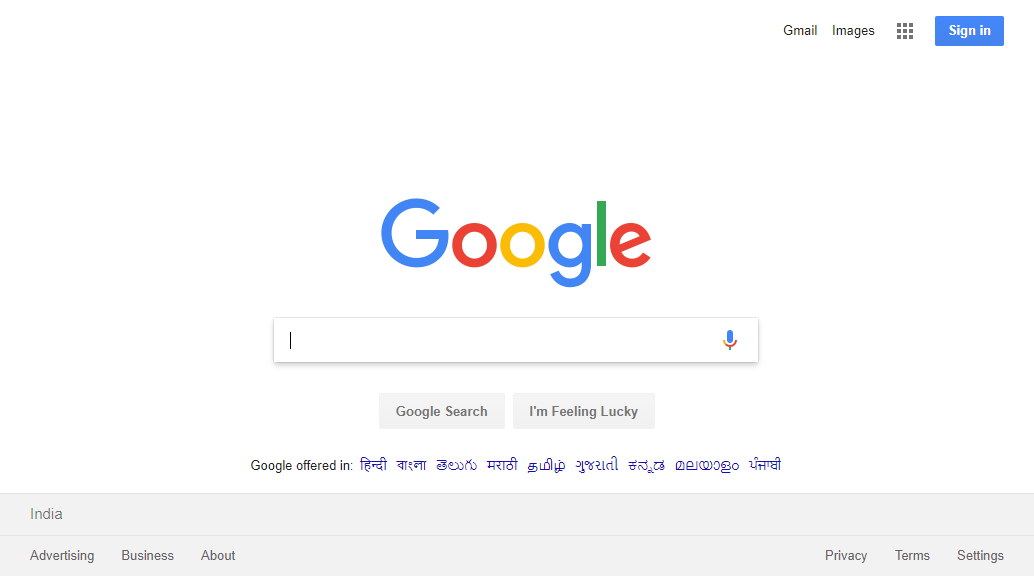 Gmail Images Sign in
Google
Google Search I'm Feeling Lucky
Google offered in: हिन्दी বাংলা తెలుగు मराठी தமிழ் ગુજરાતી ಕನ್ನಡ മലയാളം ਪੰਜਾਬੀ
India
Advertising Business About Privacy Terms Settings